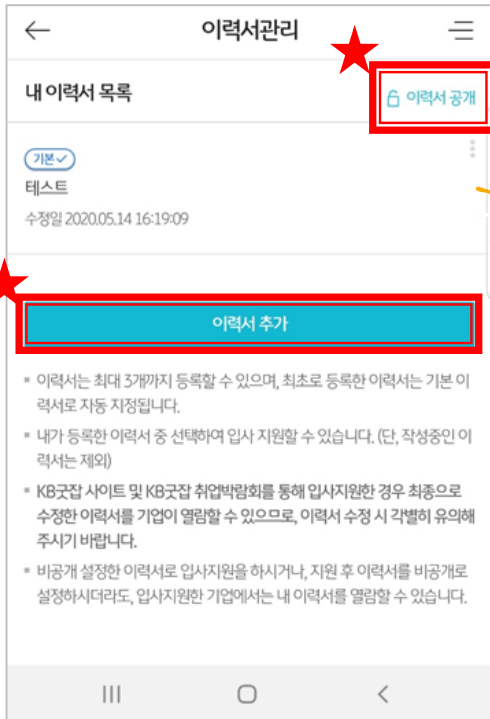 이력서관리
내 이력서 목록
이력서 공개
기본
테스트
수정일 2020.05.14 16:19:09
이력서 추가
이력서는 최대 3개까지 등록할 수 있으며, 최초로 등록한 이력서는 기본 이
력서로 자동 지정됩니다.
내가 등록한 이력서 중 선택하여 입사 지원할 수 있습니다. (단, 작성중인 이
력서는 제외)
KB굿잡 사이트 및 KB굿잡 취업박람회를 통해 입사지원한 경우 최종으로
수정한 이력서를 기업이 열람할 수 있으므로, 이력서 수정 시 각별히 유의해
주시기 바랍니다.
비공개 설정한 이력서로 입사지원을 하시거나, 지원 후 이력서를 비공개로
설정하시더라도, 입사지원한 기업에서는 내 이력서를 열람할 수 있습니다.